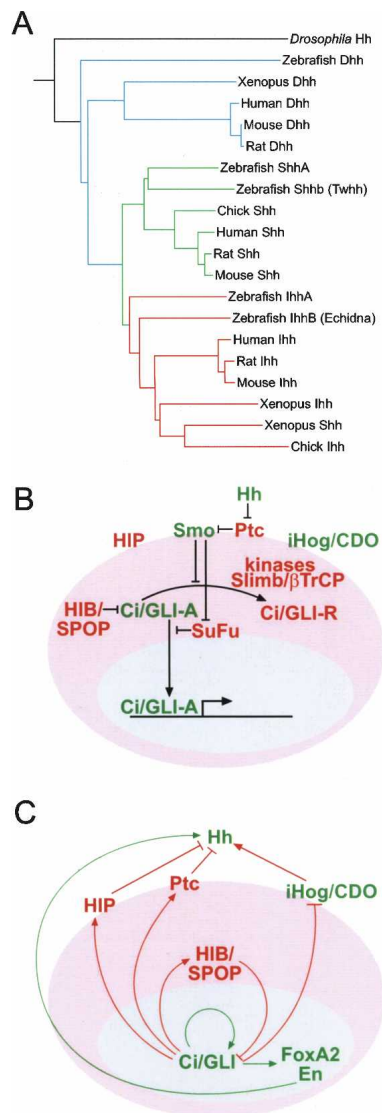 A
Drosophila Hh
Zebrafish Dhh
Xenopus Dhh
Human Dhh
Mouse Dhh
Rat Dhh
Zebrafish ShhA
Zebrafish Shhb (Twhh)
Chick Shh
Human Shh
Rat Shh
Mouse Shh
Zebrafish IhhA
Zebrafish IhhB (Echidna)
Human Ihh
Rat Ihh
Mouse Ihh
Xenopus Ihh
Xenopus Shh
Chick Ihh
B
Hh
HIP
Smo
Ptc
iHog/CDO
kinases
Slimb/βTrCP
HIB/
SPOP
Ci/GLI-A
Ci/GLI-R
SuFu
Ci/GLI-A
C
Hh
Ptc
HIP
iHog/CDO
HIB/
SPOP
Ci/GLI
FoxA2
En